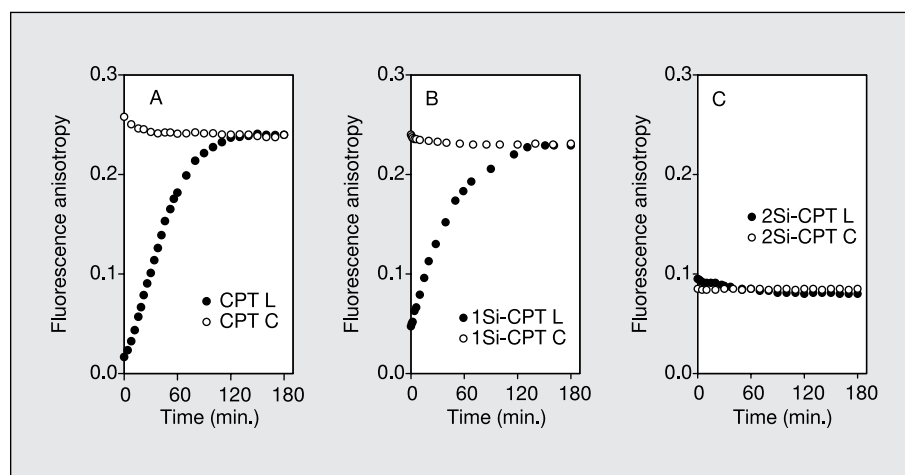 A
Fluorescence anisotropy
0.3
0.2
0.1
0.0
CPT L
CPT C
0 60 120 180
Time (min.)
B
Fluorescence anisotropy
0.3
0.2
0.1
0.0
1Si-CPT L
1Si-CPT C
0 60 120 180
Time (min.)
C
Fluorescence anisotropy
0.3
0.2
0.1
0.0
2Si-CPT L
2Si-CPT C
0 60 120 180
Time (min.)